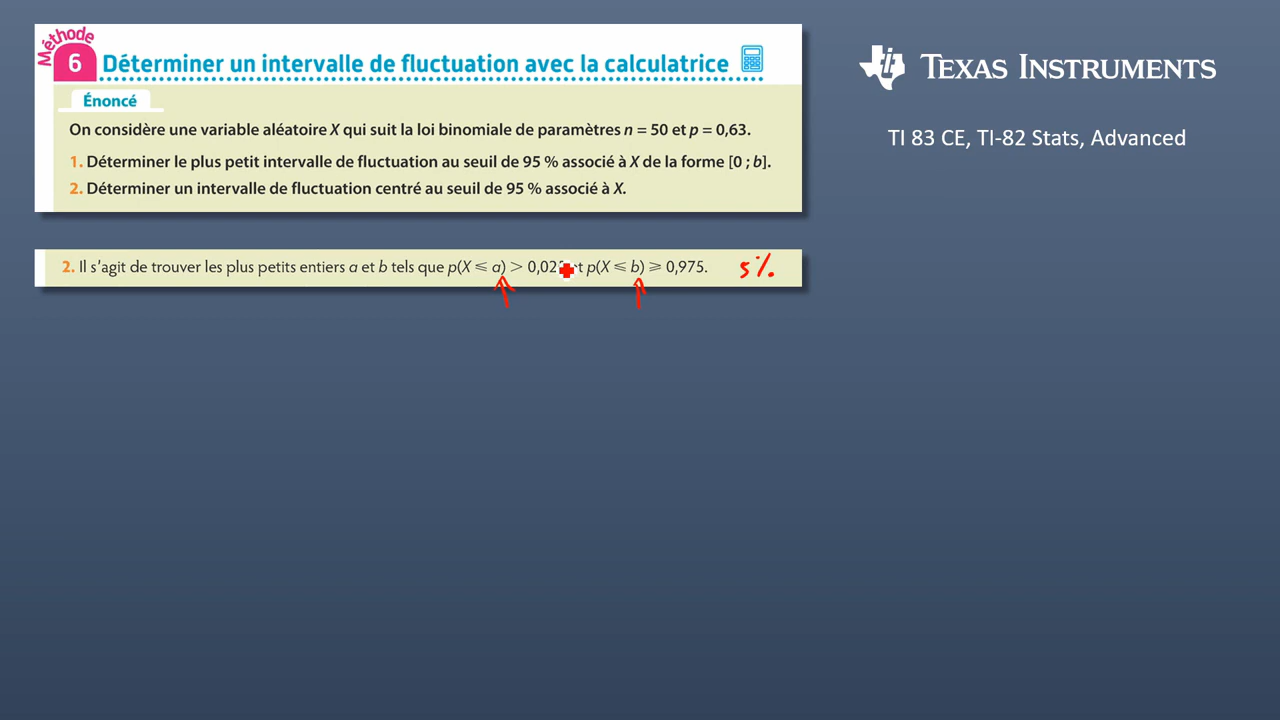 Méthode
6 Déterminer un intervalle de fluctuation avec la calculatrice
Énoncé
On considère une variable aléatoire X qui suit la loi binomiale de paramètres n = 50 et p = 0,63.
1. Déterminer le plus petit intervalle de fluctuation au seuil de 95 % associé à X de la forme [0 ; b].
2. Déterminer un intervalle de fluctuation centré au seuil de 95 % associé à X.
2. Il s'agit de trouver les plus petits entiers a et b tels que p(X ⩽ a) > 0,02 et p(X ⩽ b) ⩾ 0,975.
5%
TEXAS INSTRUMENTS
TI 83 CE, TI-82 Stats, Advanced